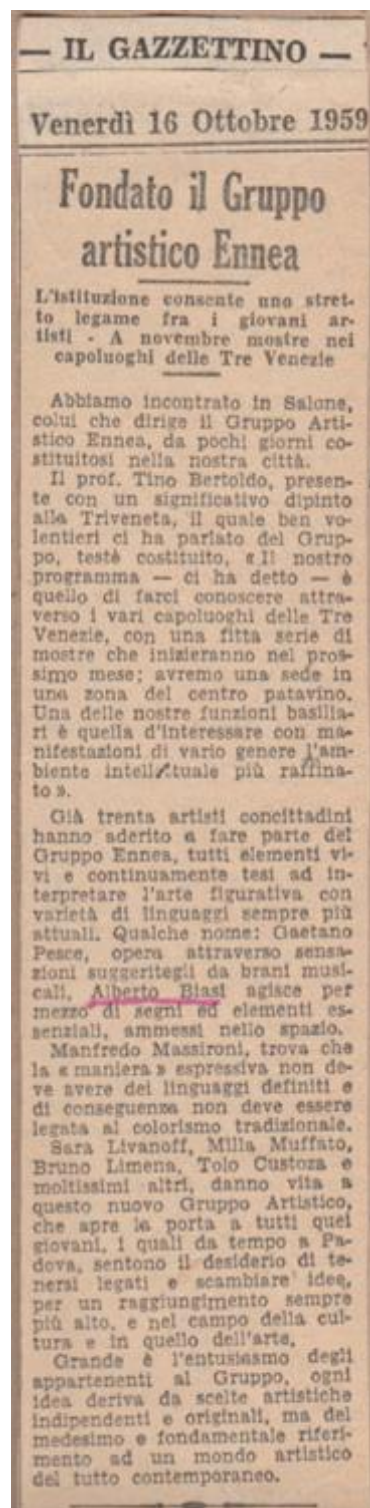 — IL GAZZETTINO —
Venerdì 16 Ottobre 1959
Fondato il Gruppo
artistico Ennea
L'istituzione consente uno stret-
to legame fra i giovani ar-
tisti - A novembre mostre nei
capoluoghi delle Tre Venezie
Abbiamo incontrato in Salone,
colui che dirige il Gruppo Arti-
stico Ennea, da pochi giorni co-
stituitosi nella nostra città.
Il prof. Tino Bertoldo, presen-
te con un significativo dipinto
alla Triveneta, il quale ben vo-
lentieri ci ha parlato del Grup-
po, testè costituito, « Il nostro
programma — ci ha detto — è
quello di farci conoscere attra-
verso i vari capoluoghi delle Tre
Venezie, con una fitta serie di
mostre che inizieranno nel pros-
simo mese; avremo una sede in
una zona del centro patavino.
Una delle nostre funzioni basilia-
ri è quella d'interessare con ma-
nifestazioni di vario genere l'am-
biente intellettuale più raffina-
to ».
Già trenta artisti concittadini
hanno aderito a fare parte del
Gruppo Ennea, tutti elementi vi-
vi e continuamente tesi ad in-
terpretare l'arte figurativa con
varietà di linguaggi sempre più
attuali. Qualche nome: Gaetano
Pesce, opera attraverso sensa-
zioni suggeritegli da brani musi-
cali, Alberto Biasi agisce per
mezzo di segni ed elementi es-
senziali, ammessi nello spazio.
Manfredo Massironi, trova che
la « maniera » espressiva non de-
ve avere dei linguaggi definiti e
di conseguenza non deve essere
legata al colorismo tradizionale.
Sara Livanoff, Milla Muffato,
Bruno Limena, Tolo Custoza e
moltissimi altri, danno vita a
questo nuovo Gruppo Artistico,
che apre la porta a tutti quei
giovani, i quali da tempo a Pa-
dova, sentono il desiderio di te-
nersi legati e scambiare idee,
per un raggiungimento sempre
più alto, e nel campo della cul-
tura e in quello dell'arte.
Grande è l'entusiasmo degli
appartenenti al Gruppo, ogni
idea deriva da scelte artistiche
indipendenti e originali, ma del
medesimo e fondamentale riferi-
mento ad un mondo artistico
del tutto contemporaneo.